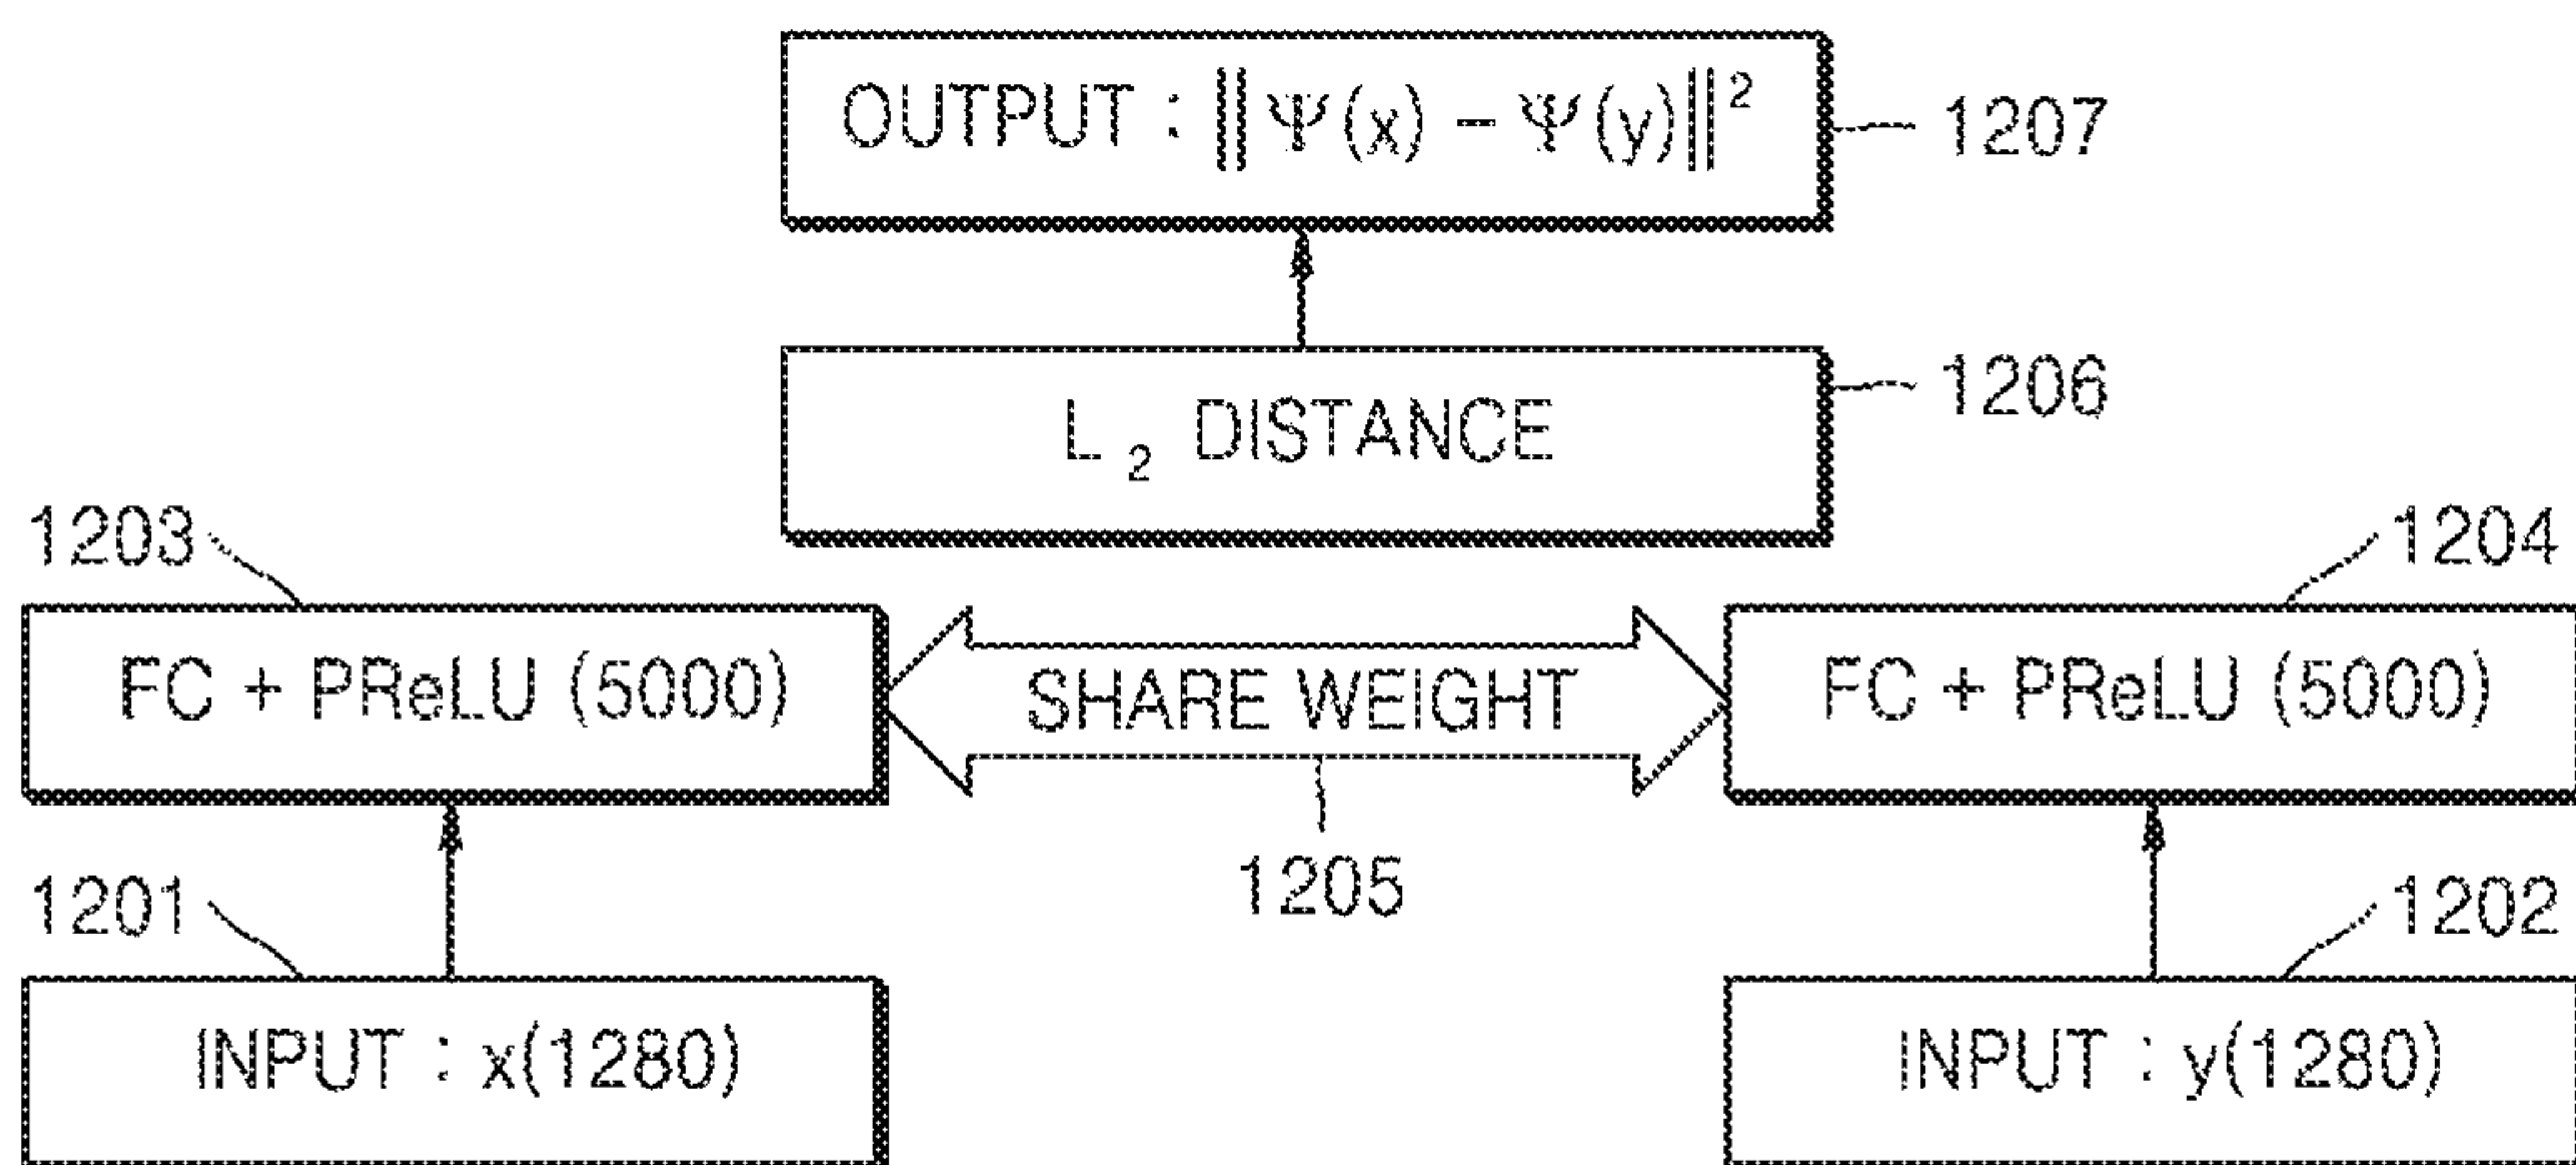 OUTPUT : ‖Ψ(x) – Ψ(y)‖²
1207
L₂ DISTANCE
1206
1203
1204
FC + PReLU (5000)
SHARE WEIGHT
FC + PReLU (5000)
1205
1201
1202
INPUT : x(1280)
INPUT : y(1280)